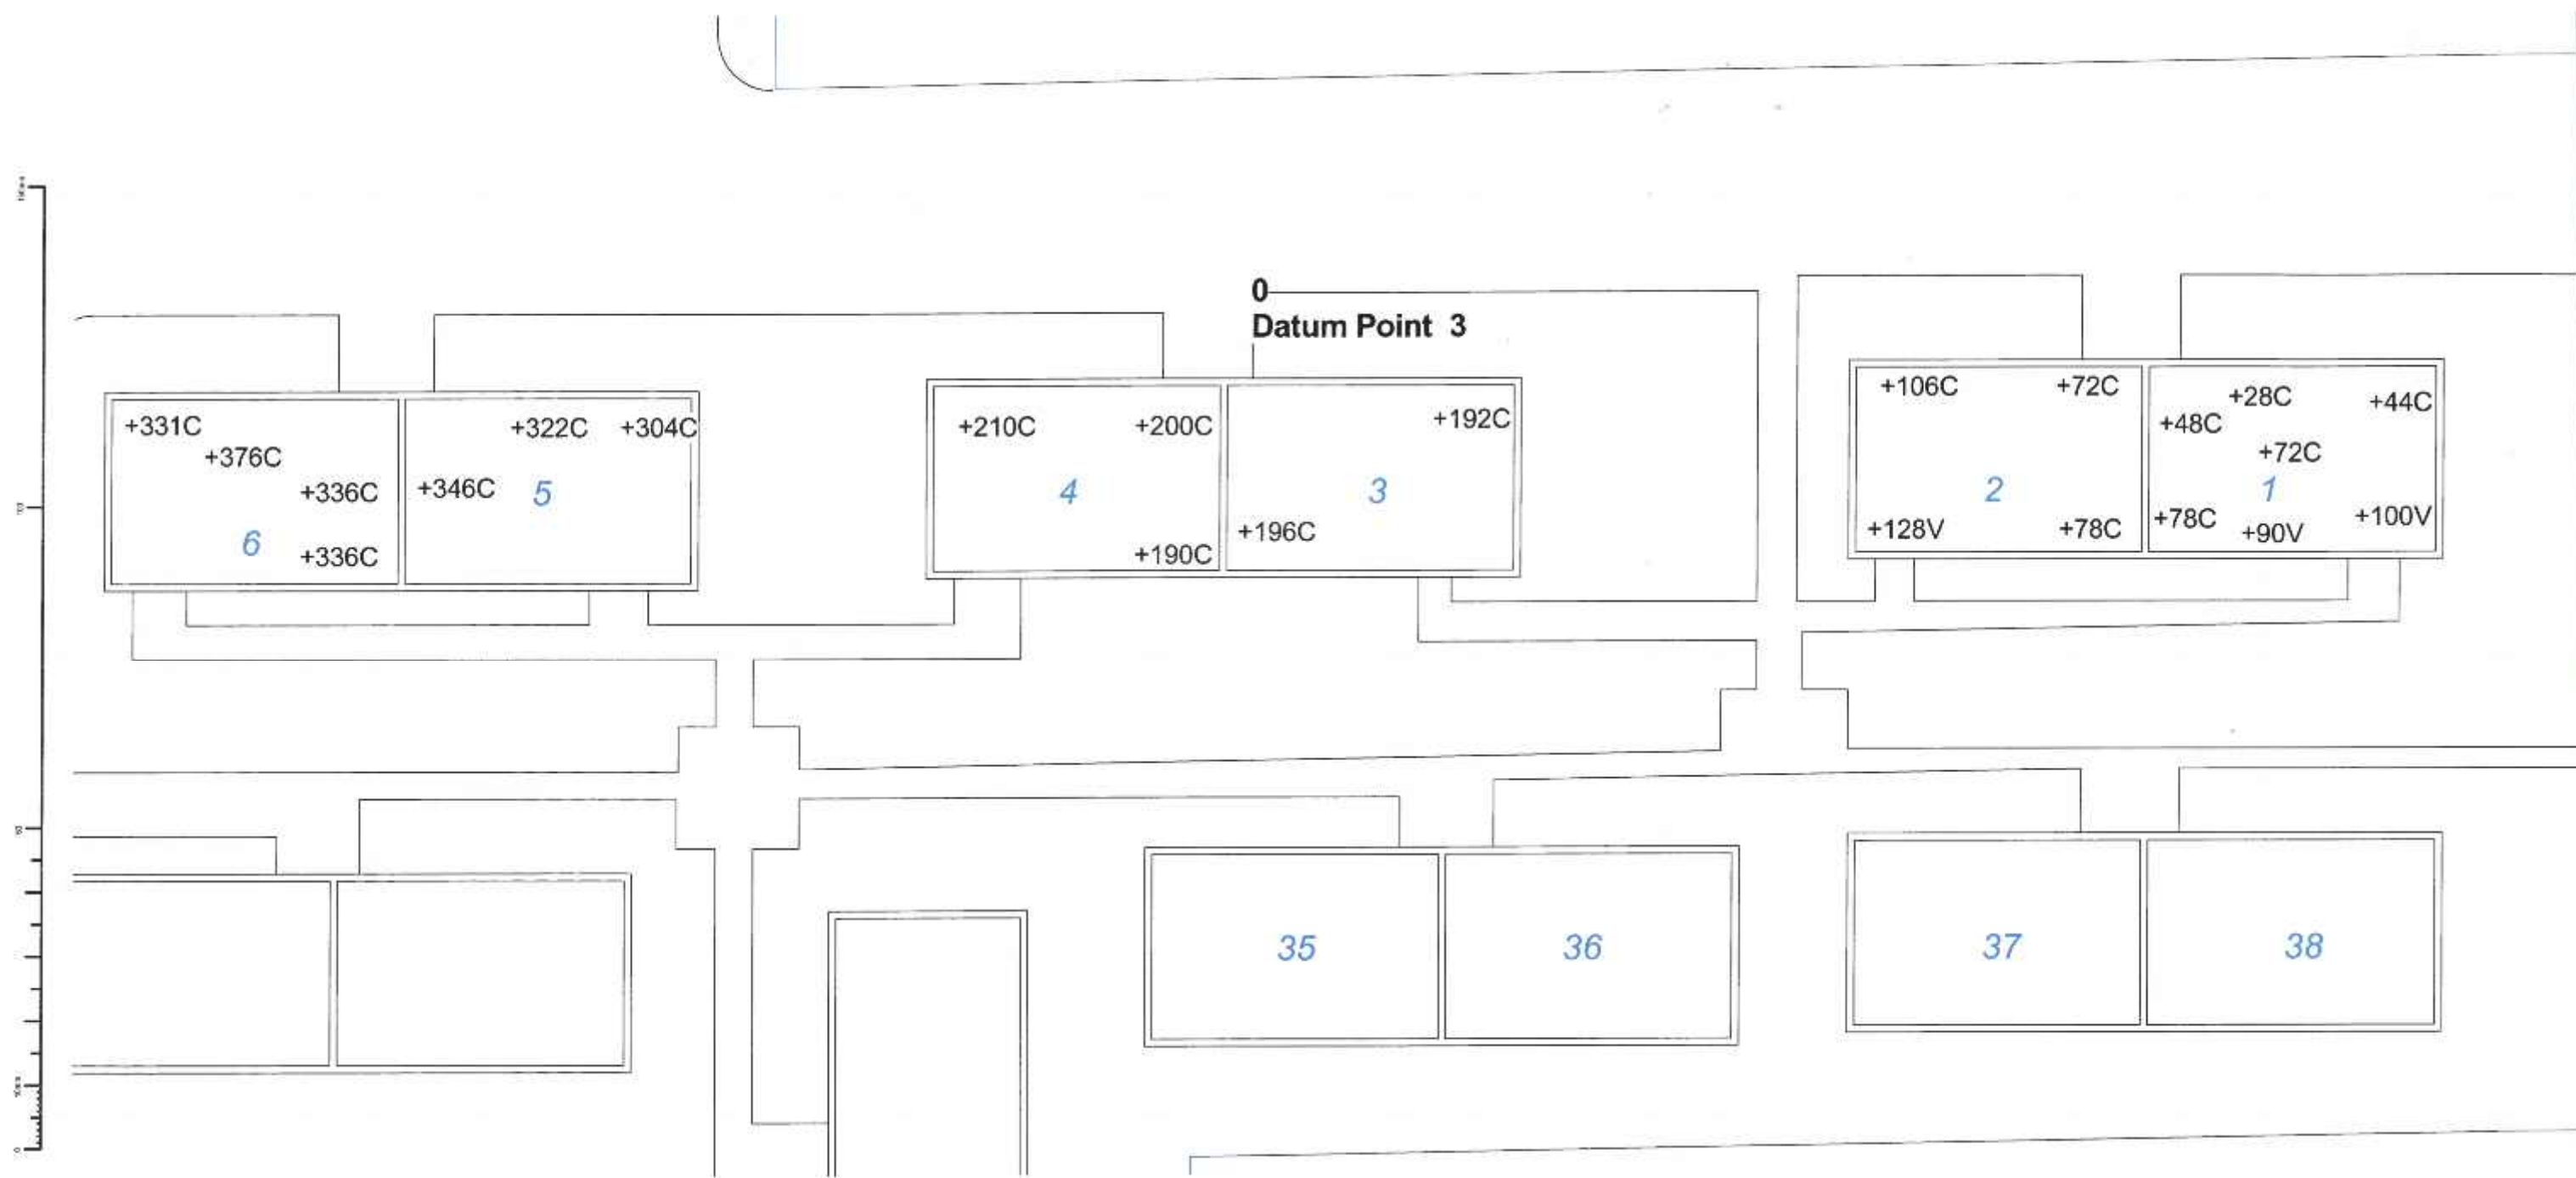 0
Datum Point 3
+331C
+376C
+336C
6
+336C
+322C
+304C
+346C
5
+210C
+200C
4
+190C
+192C
3
+196C
+106C
+72C
2
+128V
+78C
+28C
+44C
+48C
+72C
1
+78C
+90V
+100V
35
36
37
38
0